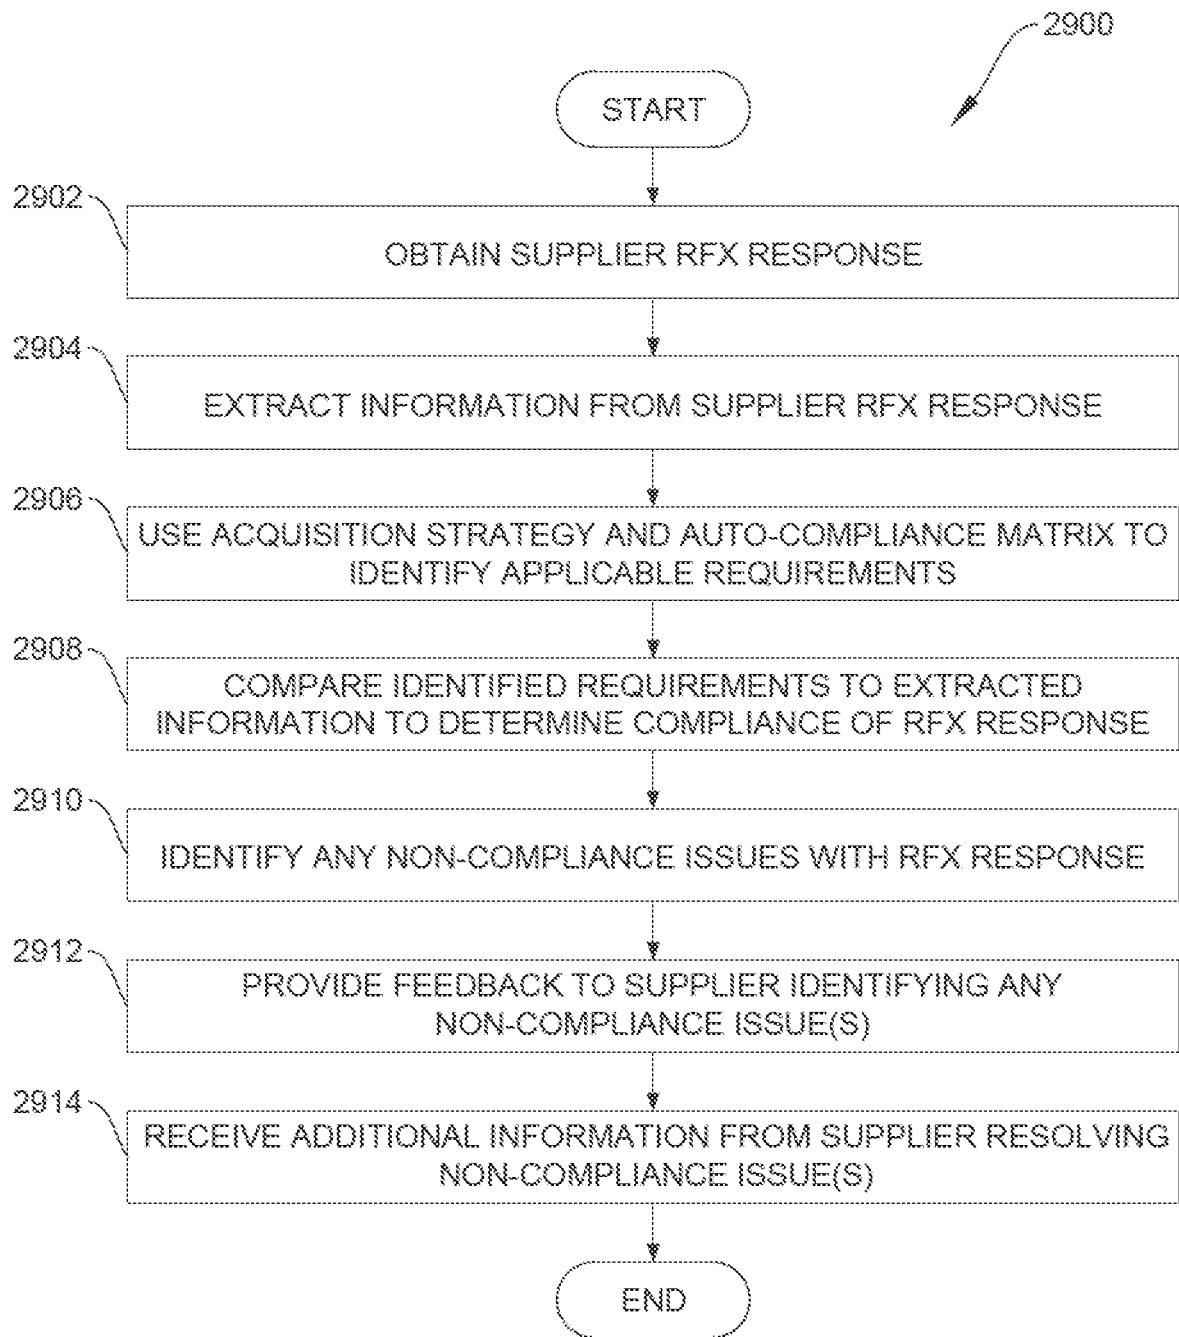 2900
START
2902
OBTAIN SUPPLIER RFX RESPONSE
2904
EXTRACT INFORMATION FROM SUPPLIER RFX RESPONSE
2906
USE ACQUISITION STRATEGY AND AUTO-COMPLIANCE MATRIX TO
IDENTIFY APPLICABLE REQUIREMENTS
2908
COMPARE IDENTIFIED REQUIREMENTS TO EXTRACTED
INFORMATION TO DETERMINE COMPLIANCE OF RFX RESPONSE
2910
IDENTIFY ANY NON-COMPLIANCE ISSUES WITH RFX RESPONSE
2912
PROVIDE FEEDBACK TO SUPPLIER IDENTIFYING ANY
NON-COMPLIANCE ISSUE(S)
2914
RECEIVE ADDITIONAL INFORMATION FROM SUPPLIER RESOLVING
NON-COMPLIANCE ISSUE(S)
END